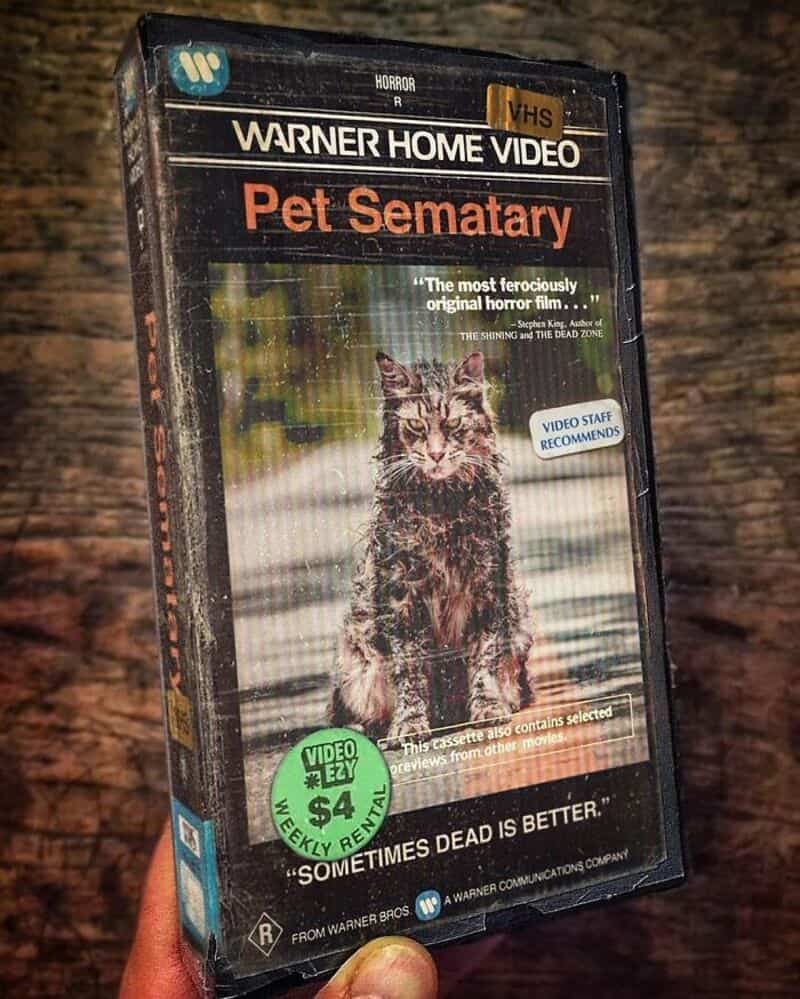 HORROR
R
VHS
WARNER HOME VIDEO
Pet Sematary
“The most ferociously
original horror film...”
– Stephen King, Author of
THE SHINING and THE DEAD ZONE
VIDEO STAFF
RECOMMENDS
This cassette also contains selected
previews from other movies.
VIDEO
EZY
$4
WEEKLY RENTAL
“SOMETIMES DEAD IS BETTER.”
R
FROM WARNER BROS.
A WARNER COMMUNICATIONS COMPANY
Pet Sematary
VHS